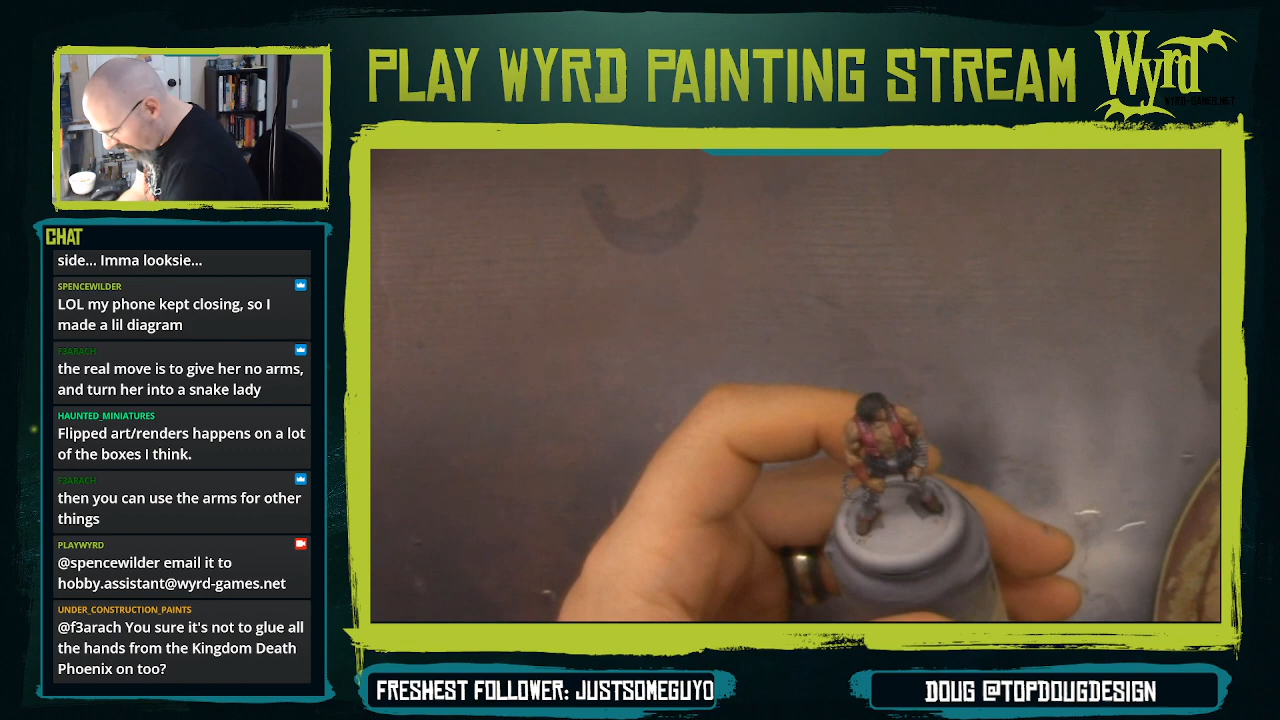 PLAY WYRD PAINTING STREAM
Wyrd
WYRD-GAMES.NET
CHAT
side... Imma looksie...
SPENCEWILDER
LOL my phone kept closing, so I
made a lil diagram
F3ARACH
the real move is to give her no arms,
and turn her into a snake lady
HAUNTED_MINIATURES
Flipped art/renders happens on a lot
of the boxes I think.
F3ARACH
then you can use the arms for other
things
PLAYWYRD
@spencewilder email it to
hobby.assistant@wyrd-games.net
UNDER_CONSTRUCTION_PAINTS
@f3arach You sure it's not to glue all
the hands from the Kingdom Death
Phoenix on too?
FRESHEST FOLLOWER: JUSTSOMEGUYO
DOUG @TOPDOUGDESIGN